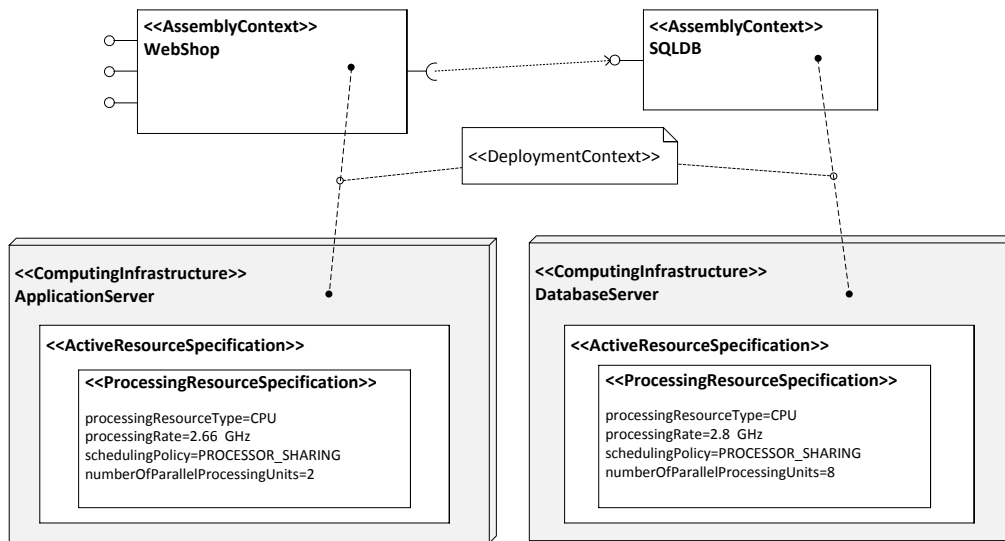 <<AssemblyContext>>
WebShop
<<AssemblyContext>>
SQLDB
<<DeploymentContext>>
<<ComputingInfrastructure>>
ApplicationServer
<<ActiveResourceSpecification>>
<<ProcessingResourceSpecification>>
processingResourceType=CPU
processingRate=2.66 GHz
schedulingPolicy=PROCESSOR_SHARING
numberOfParallelProcessingUnits=2
<<ComputingInfrastructure>>
DatabaseServer
<<ActiveResourceSpecification>>
<<ProcessingResourceSpecification>>
processingResourceType=CPU
processingRate=2.8 GHz
schedulingPolicy=PROCESSOR_SHARING
numberOfParallelProcessingUnits=8